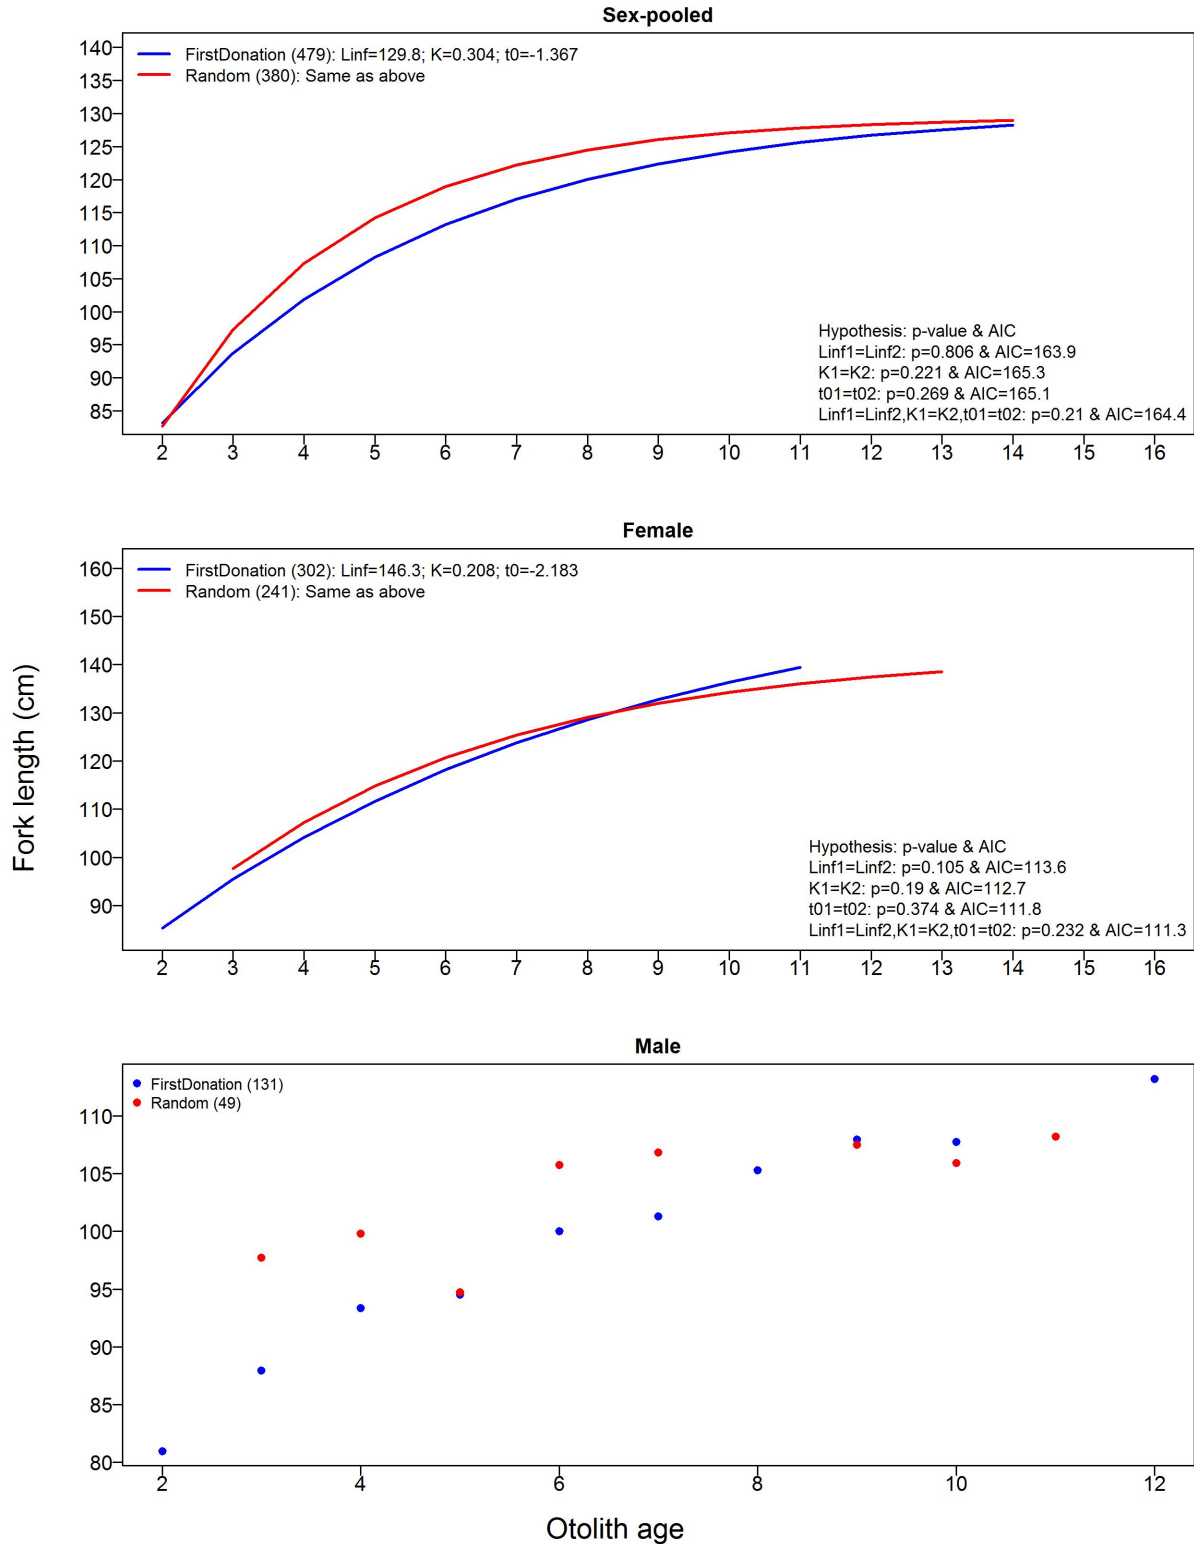 Sex-pooled
FirstDonation (479): Linf=129.8; K=0.304; t0=-1.367
Random (380): Same as above
140
135
130
125
120
115
110
105
100
95
90
85
Hypothesis: p-value & AIC
Linf1=Linf2: p=0.806 & AIC=163.9
K1=K2: p=0.221 & AIC=165.3
t01=t02: p=0.269 & AIC=165.1
Linf1=Linf2,K1=K2,t01=t02: p=0.21 & AIC=164.4
2 3 4 5 6 7 8 9 10 11 12 13 14 15 16
Female
FirstDonation (302): Linf=146.3; K=0.208; t0=-2.183
Random (241): Same as above
160
150
140
130
120
110
100
90
Fork length (cm)
Hypothesis: p-value & AIC
Linf1=Linf2: p=0.105 & AIC=113.6
K1=K2: p=0.19 & AIC=112.7
t01=t02: p=0.374 & AIC=111.8
Linf1=Linf2,K1=K2,t01=t02: p=0.232 & AIC=111.3
2 3 4 5 6 7 8 9 10 11 12 13 14 15 16
Male
FirstDonation (131)
Random (49)
110
105
100
95
90
85
80
2 4 6 8 10 12
Otolith age